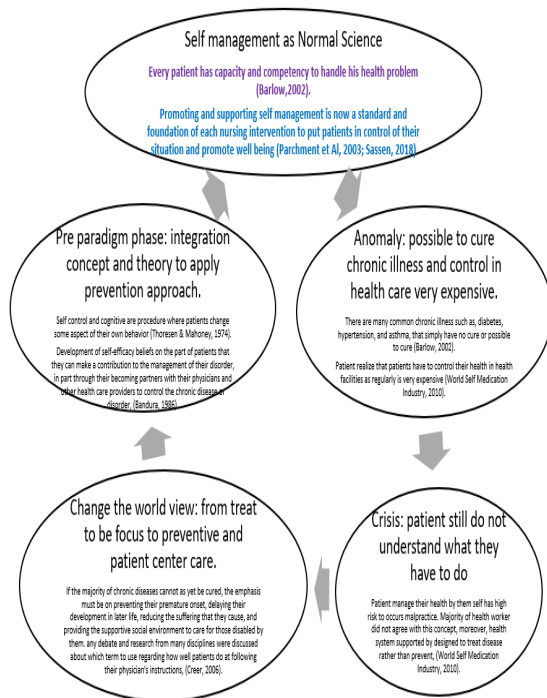 Self management as Normal Science
Every patient has capacity and competency to handle his health problem
(Barlow,2002).
Promoting and supporting self management is now a standard and
foundation of each nursing intervention to put patients in control of their
situation and promote well being (Parchment et Al, 2003; Sassen, 2018)
Pre paradigm phase: integration
concept and theory to apply
prevention approach.
Self control and cognitive are procedure where patients change
some aspect of their own behavior (Thoresen & Mahoney, 1974).
Development of self-efficacy beliefs on the part of patients that
they can make a contribution to the management of their disorder,
in part through their becoming partners with their physicians and
other health care providers to control the chronic disease or
disorder, (Bandura, 1986)
Anomaly: possible to cure
chronic illness and control in
health care very expensive.
There are many common chronic illness such as, diabetes,
hypertension, and asthma, that simply have no cure or possible
to cure (Barlow, 2002).
Patient realize that patients have to control their health in health
facilities as regularly is very expensive (World Self Medication
Industry, 2010).
Change the world view: from treat
to be focus to preventive and
patient center care.
If the majority of chronic diseases cannot as yet be cured, the emphasis
must be on preventing their premature onset, delaying their
development in later life, reducing the suffering that they cause, and
providing the supportive social environment to care for those disabled by
them. any debate and research from many disciplines were discussed
about which term to use regarding how well patients do at following
their physician's instructions, (Creer, 2006).
Crisis: patient still do not
understand what they
have to do
Patient manage their health by them self has high
risk to occurs malpractice. Majority of health worker
did not agree with this concept, moreover, health
system supported by designed to treat disease
rather than prevent, (World Self Medication
Industry, 2010).